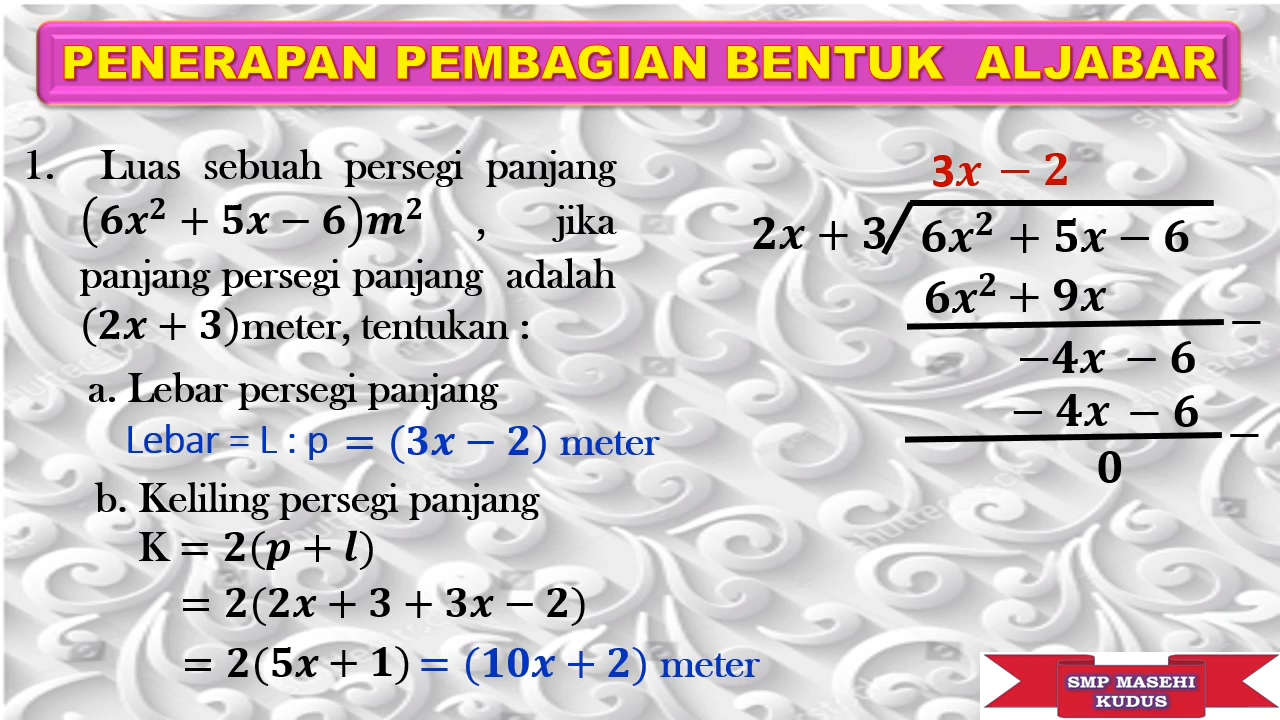 PENERAPAN PEMBAGIAN BENTUK ALJABAR
1. Luas sebuah persegi panjang
(6x² + 5x − 6)m² , jika
panjang persegi panjang adalah
(2x + 3)meter, tentukan :
a. Lebar persegi panjang
Lebar = L : p = (3x − 2) meter
b. Keliling persegi panjang
K = 2(p + l)
= 2(2x + 3 + 3x − 2)
= 2(5x + 1) = (10x + 2) meter
3x − 2
2x + 3/ 6x² + 5x − 6
6x² + 9x
−
−4x − 6
− 4x − 6
−
0
SMP MASEHI
KUDUS